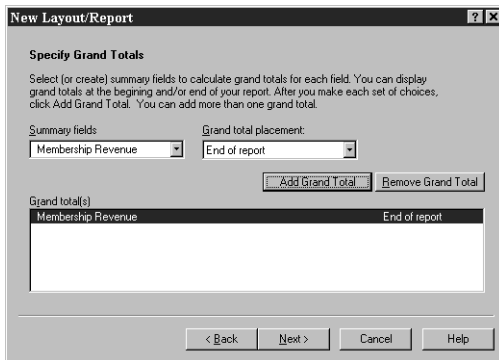 New Layout/Report
Specify Grand Totals
Select (or create) summary fields to calculate grand totals for each field. You can display
grand totals at the begining and/or end of your report. After you make each set of choices,
click Add Grand Total. You can add more than one grand total.
Summary fields
Grand total placement:
Membership Revenue
End of report
Add Grand Total
Remove Grand Total
Grand total(s)
Membership Revenue End of report
< Back
Next >
Cancel
Help